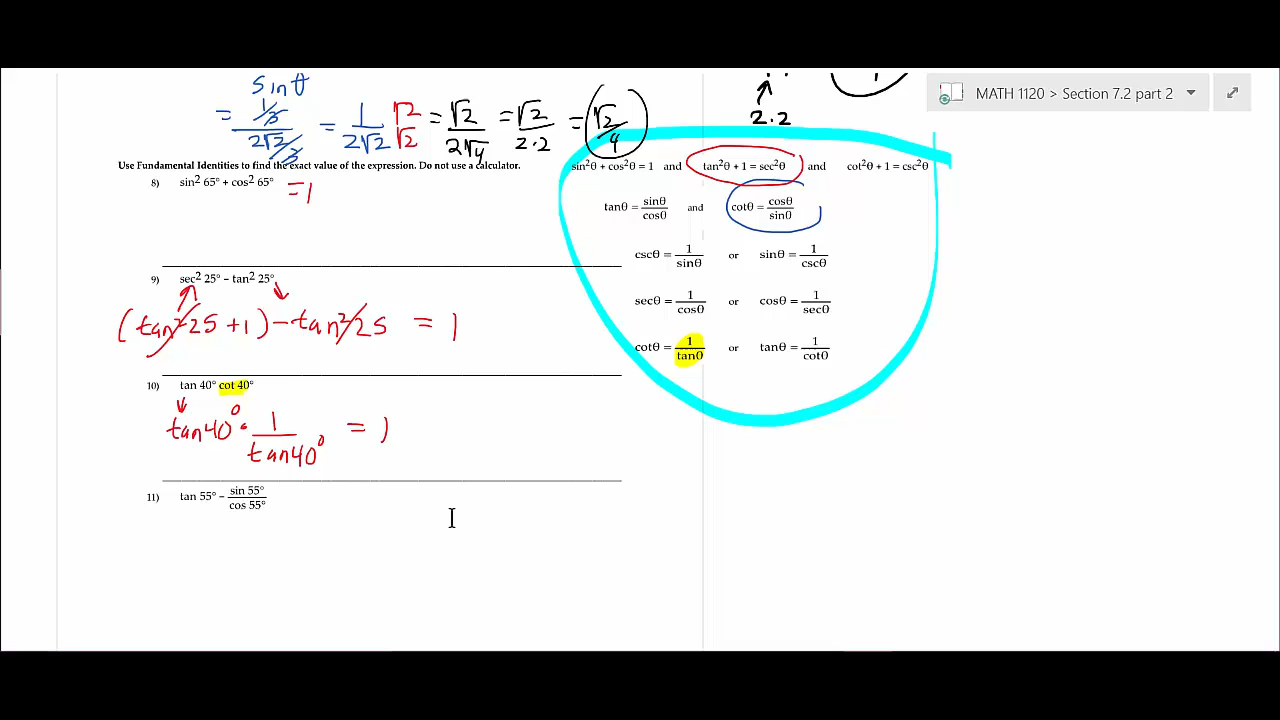 sinθ
= 1/3 / 2√2/3 = 1/2√2 √2/√2 = √2/2√4 = √2/2·2 = √2/4
2·2
MATH 1120 > Section 7.2 part 2
Use Fundamental Identities to find the exact value of the expression. Do not use a calculator.
8) sin² 65° + cos² 65° = 1
sin²θ + cos²θ = 1 and tan²θ + 1 = sec²θ and cot²θ + 1 = csc²θ
tanθ = sinθ/cosθ and cotθ = cosθ/sinθ
cscθ = 1/sinθ or sinθ = 1/cscθ
secθ = 1/cosθ or cosθ = 1/secθ
cotθ = 1/tanθ or tanθ = 1/cotθ
9) sec² 25° – tan² 25°
(tan² 25 + 1) – tan² 25 = 1
10) tan 40° cot 40°
tan40° · 1/tan40° = 1
11) tan 55° – sin 55°/cos 55°